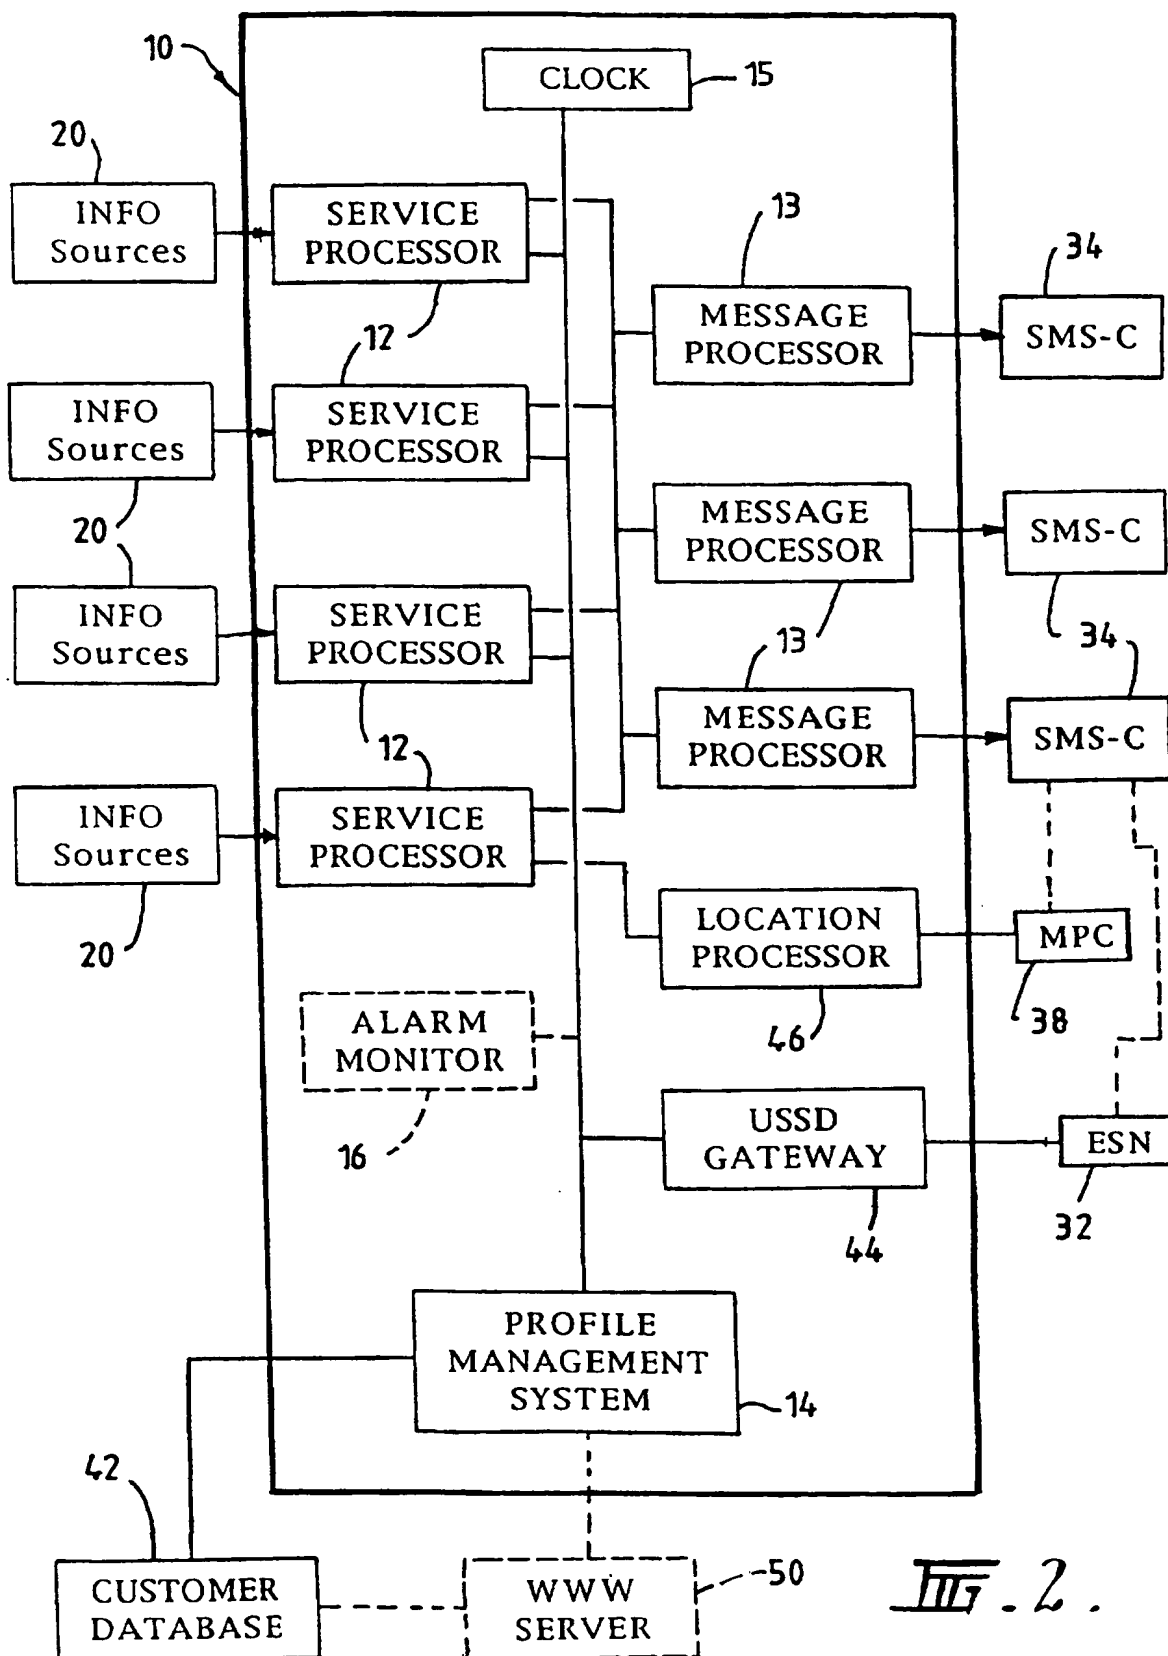 10
CLOCK
15
20
INFO
Sources
SERVICE
PROCESSOR
13
34
MESSAGE
PROCESSOR
SMS-C
12
INFO
Sources
SERVICE
PROCESSOR
20
MESSAGE
PROCESSOR
SMS-C
INFO
Sources
SERVICE
PROCESSOR
13
34
12
MESSAGE
PROCESSOR
SMS-C
INFO
Sources
SERVICE
PROCESSOR
20
LOCATION
PROCESSOR
MPC
46
38
ALARM
MONITOR
16
USSD
GATEWAY
ESN
44
32
PROFILE
MANAGEMENT
SYSTEM
14
42
CUSTOMER
DATABASE
WWW
SERVER
50
FIG. 2.